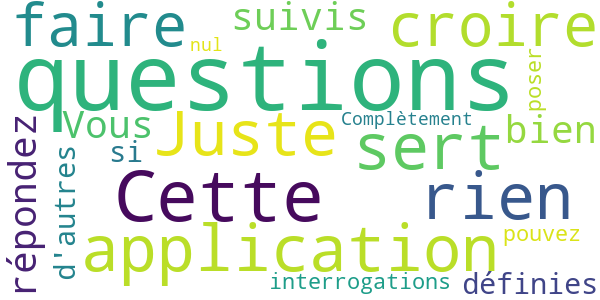 faire
nul
suivis
croire
questions
poser
Vous
Juste
Complètement
sert
bien
répondez
si
d'autres
Cette
rien
application
pouvez
interrogations
définies